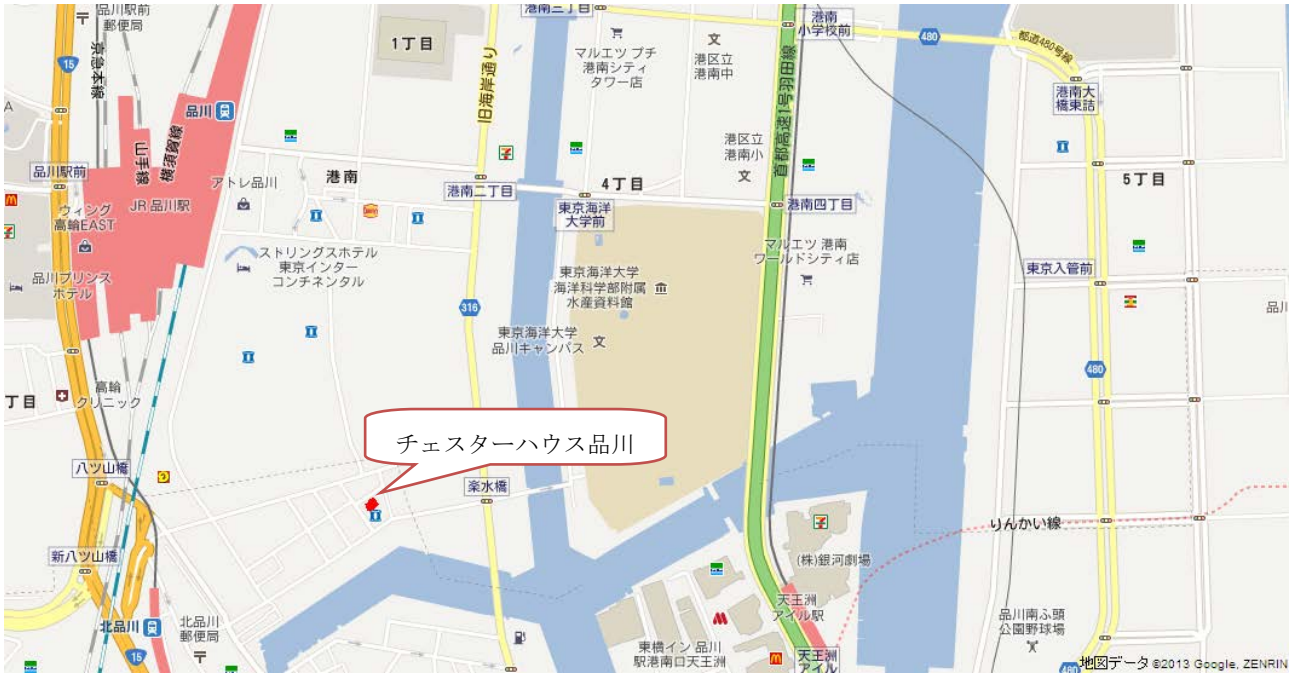 品川駅前
郵便局
京急本線
15
A
品川
山手線
横須賀線
品川駅前
JR 品川駅
ウィング
高輪EAST
品川プリンス
ホテル
アトレ品川
1丁目
港南
ストリングスホテル
東京インター
コンチネンタル
旧海岸通り
港南三丁目
マルエツ プチ
港南シティ
タワー店
港区立
港南中
港区立
港南小
港南
小学校前
480
都道480号線
港南大
橋東詰
首都高速1号羽田線
港南二丁目
4丁目
東京海洋
大学前
港南四丁目
5丁目
マルエツ 港南
ワールドシティ店
東京海洋大学
海洋科学部附属
水産資料館
東京海洋大学
品川キャンパス
東京入管前
品川
316
480
丁目
高輪
クリニック
チェスターハウス品川
八ツ山橋
楽水橋
りんかい線
新八ツ山橋
(株)銀河劇場
北品川
15
北品川
郵便局
天王洲
アイル駅
東横イン 品川
駅港南口天王洲
天王洲
アイル
品川南ふ頭
公園野球場
480
地図データ ©2013 Google, ZENRIN